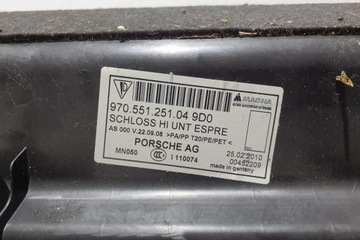 MAGNA
970.551.251.04 9D0
SCHLOSS HI UNT ESPRE
AS 000 V.22.09.08 >PA/PP T20/PE/PET<
PORSCHE AG
25.02.2010
MN050
I 110074
00452209
made in germany